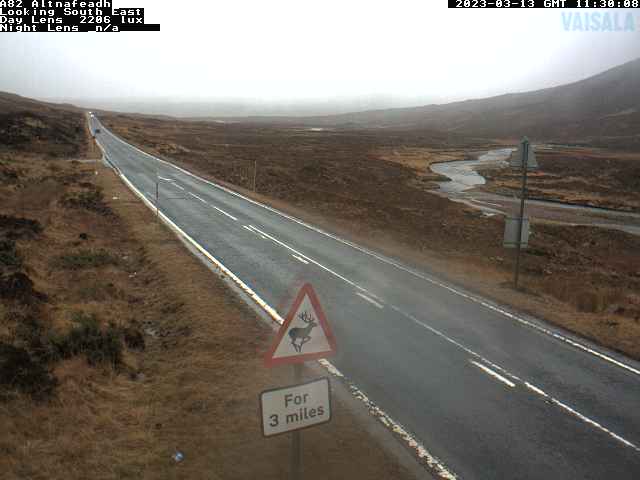 A82 Altnafeadh
Looking South East
Day Lens 2206 lux
Night Lens n/a
2023-03-13 GMT 11:30:08
VAISALA
For
3 miles